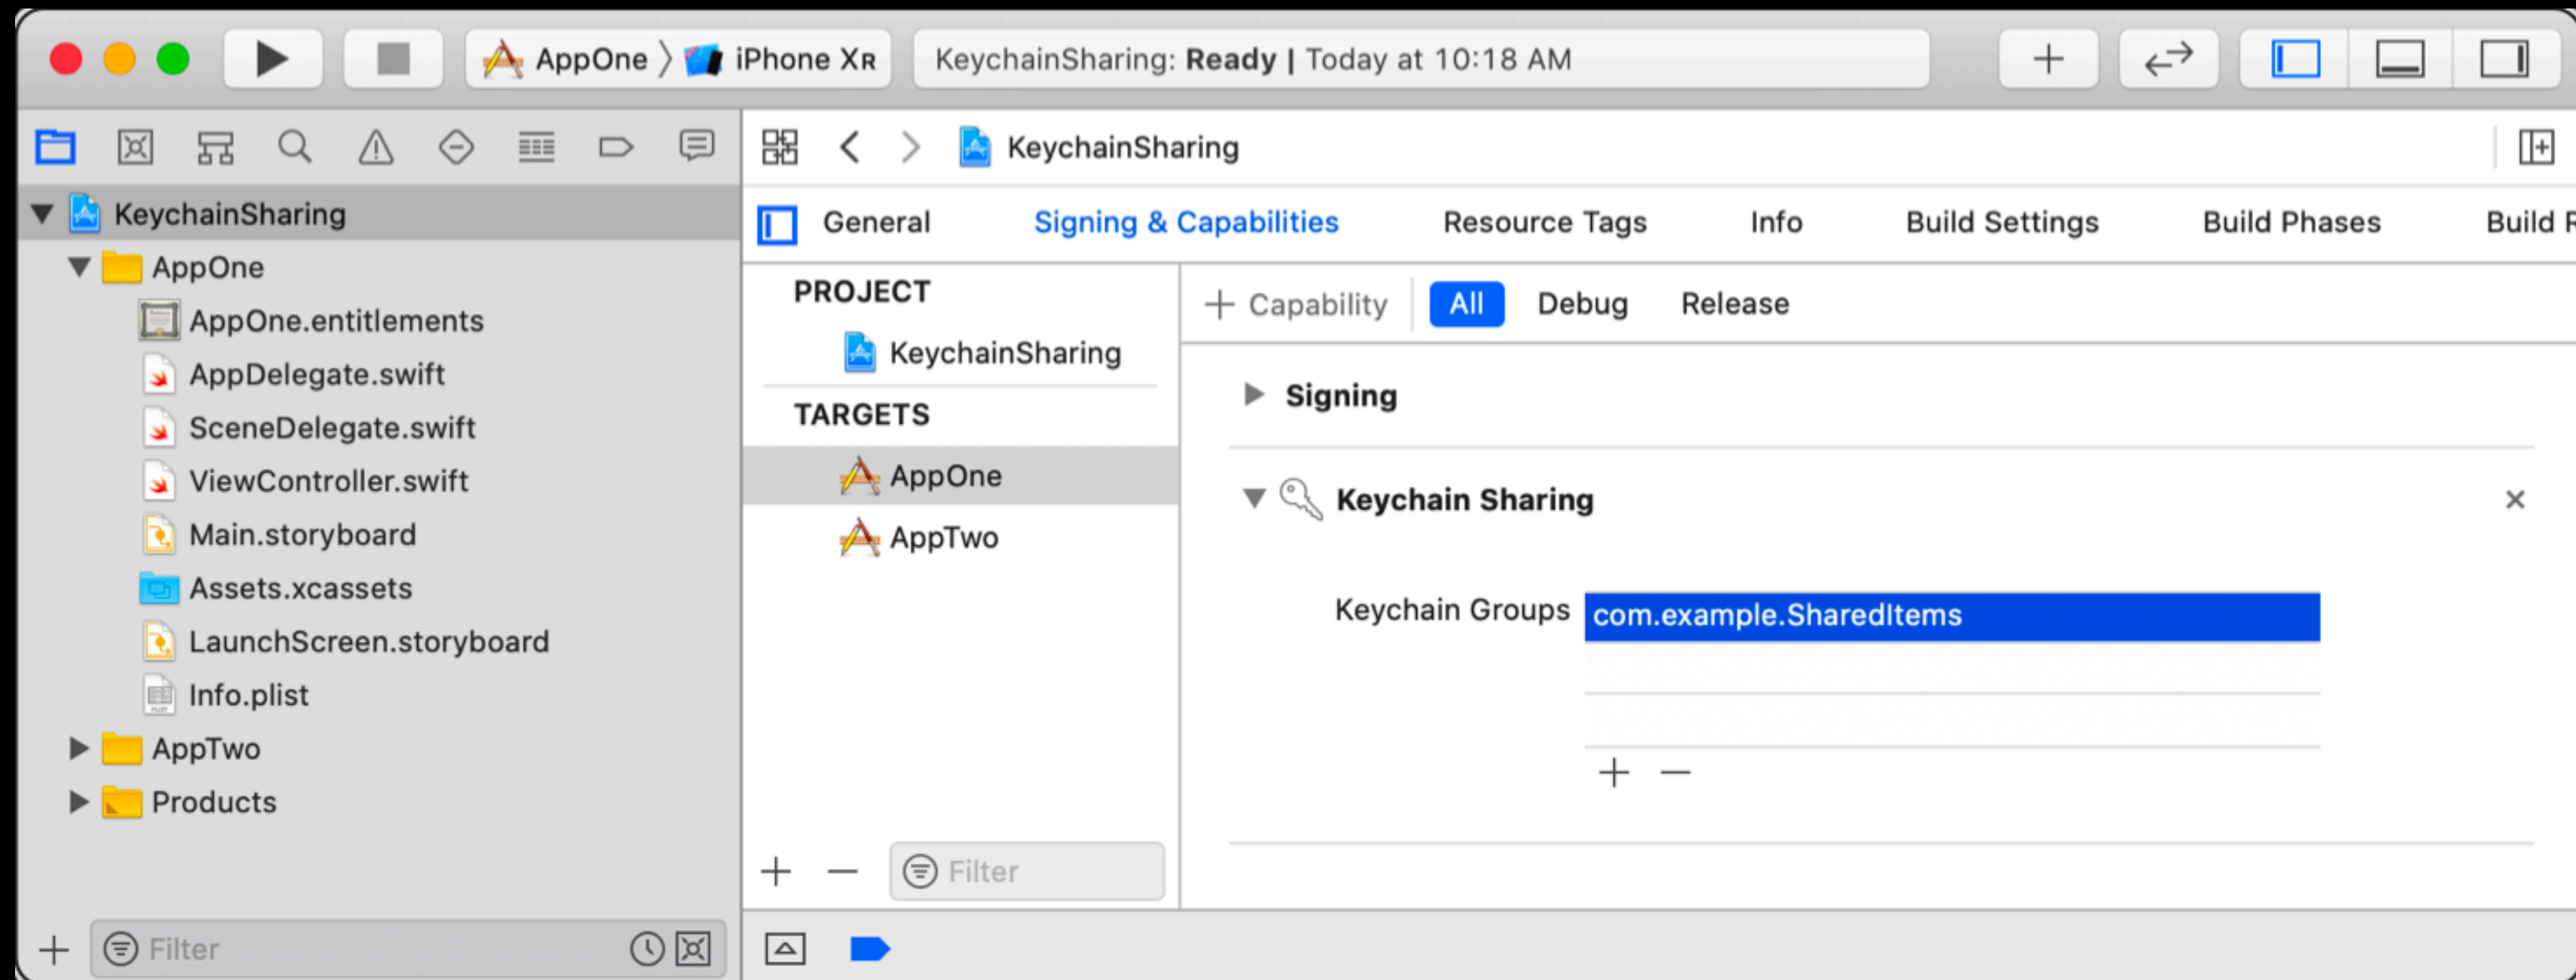 AppOne 〉 iPhone XR
KeychainSharing: Ready | Today at 10:18 AM
KeychainSharing
AppOne
AppOne.entitlements
AppDelegate.swift
SceneDelegate.swift
ViewController.swift
Main.storyboard
Assets.xcassets
LaunchScreen.storyboard
Info.plist
AppTwo
Products
Filter
KeychainSharing
General Signing & Capabilities Resource Tags Info Build Settings Build Phases Build R
PROJECT
KeychainSharing
TARGETS
AppOne
AppTwo
Filter
+ Capability All Debug Release
Signing
Keychain Sharing
Keychain Groups com.example.SharedItems